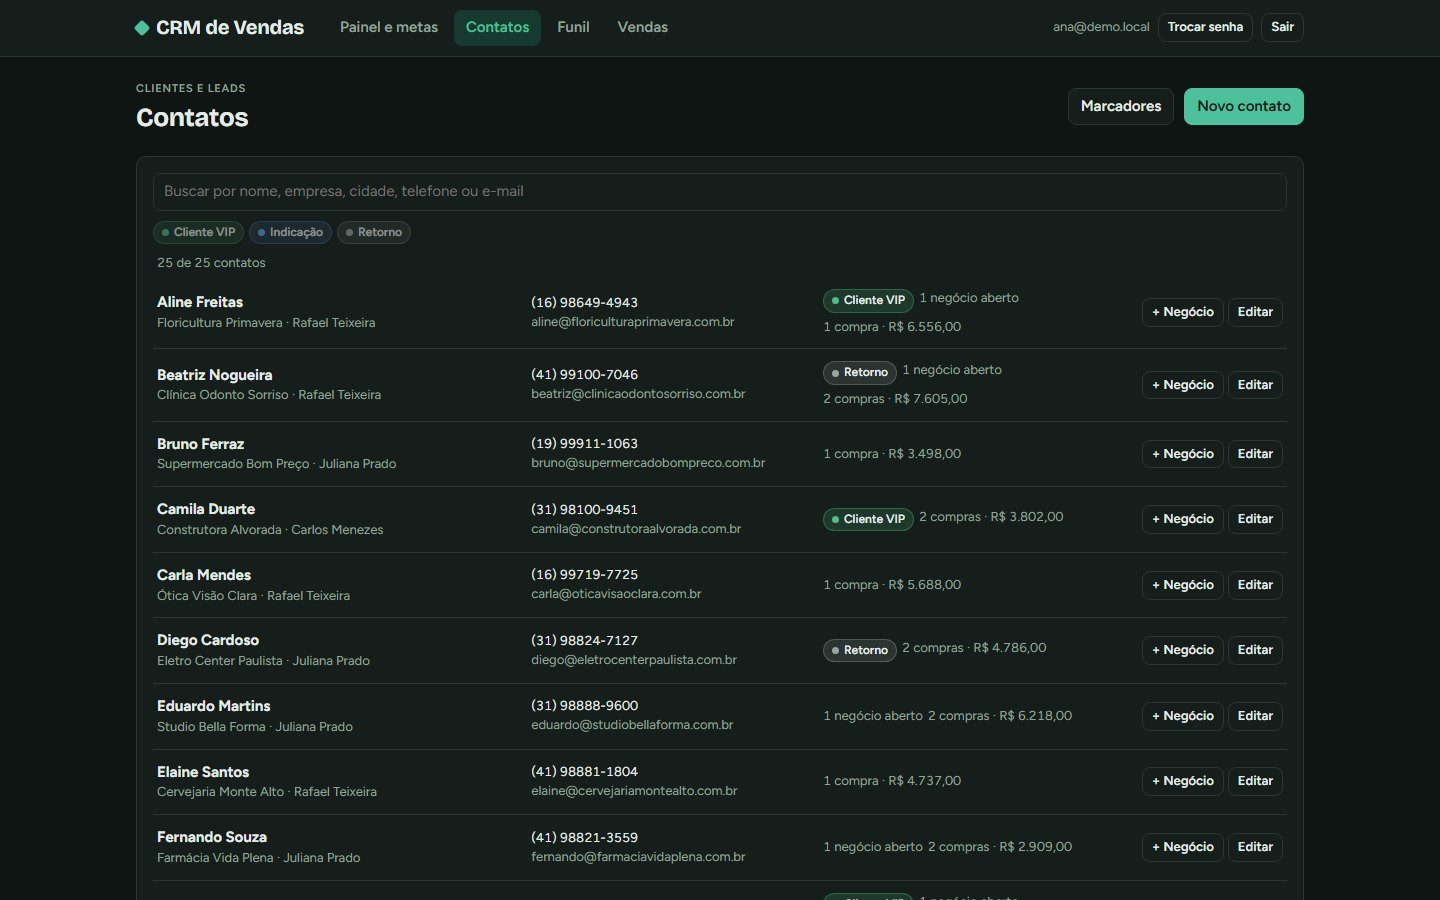 CRM de Vendas Painel e metas Contatos Funil Vendas ana@demo.local Trocar senha Sair
CLIENTES E LEADS
Contatos
Marcadores Novo contato
Buscar por nome, empresa, cidade, telefone ou e-mail
Cliente VIP Indicação Retorno
25 de 25 contatos
Aline Freitas
Floricultura Primavera · Rafael Teixeira
(16) 98649-4943
aline@floriculturaprimavera.com.br
Cliente VIP 1 negócio aberto
1 compra · R$ 6.556,00
+ Negócio Editar
Beatriz Nogueira
Clínica Odonto Sorriso · Rafael Teixeira
(41) 99100-7046
beatriz@clinicaodontosorriso.com.br
Retorno 1 negócio aberto
2 compras · R$ 7.605,00
+ Negócio Editar
Bruno Ferraz
Supermercado Bom Preço · Juliana Prado
(19) 99911-1063
bruno@supermercadobompreco.com.br
1 compra · R$ 3.498,00
+ Negócio Editar
Camila Duarte
Construtora Alvorada · Carlos Menezes
(31) 98100-9451
camila@construtoraalvorada.com.br
Cliente VIP 2 compras · R$ 3.802,00
+ Negócio Editar
Carla Mendes
Ótica Visão Clara · Rafael Teixeira
(16) 99719-7725
carla@oticavisaoclara.com.br
1 compra · R$ 5.688,00
+ Negócio Editar
Diego Cardoso
Eletro Center Paulista · Juliana Prado
(31) 98824-7127
diego@eletrocenterpaulista.com.br
Retorno 2 compras · R$ 4.786,00
+ Negócio Editar
Eduardo Martins
Studio Bella Forma · Juliana Prado
(31) 98888-9600
eduardo@studiobellaforma.com.br
1 negócio aberto 2 compras · R$ 6.218,00
+ Negócio Editar
Elaine Santos
Cervejaria Monte Alto · Rafael Teixeira
(41) 98881-1804
elaine@cervejariamontealto.com.br
1 compra · R$ 4.737,00
+ Negócio Editar
Fernando Souza
Farmácia Vida Plena · Juliana Prado
(41) 98821-3559
fernando@farmaciavidaplena.com.br
1 negócio aberto 2 compras · R$ 2.909,00
+ Negócio Editar